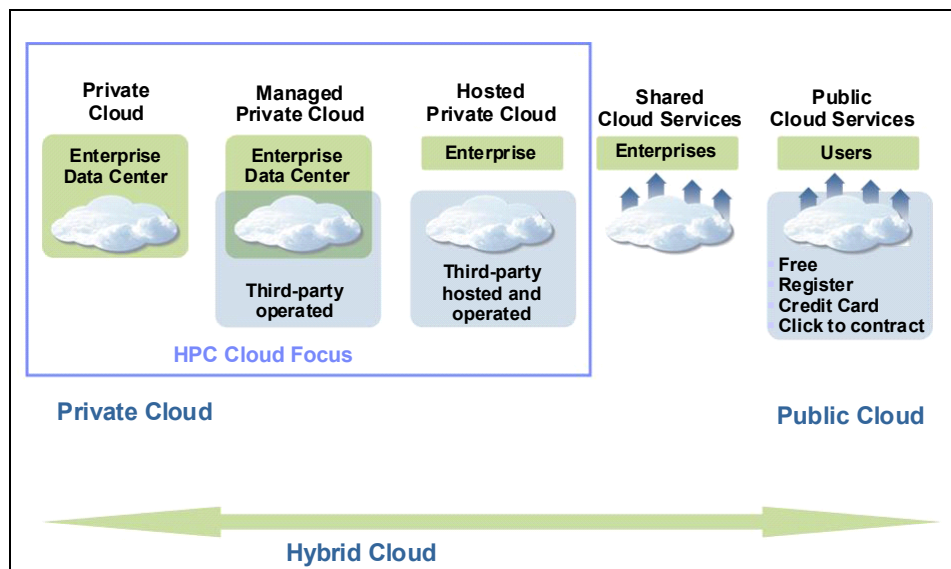 Private
Cloud
Enterprise
Data Center
Managed
Private Cloud
Enterprise
Data Center
Third-party
operated
Hosted
Private Cloud
Enterprise
Third-party
hosted and
operated
Shared
Cloud Services
Enterprises
Public
Cloud Services
Users
Free
Register
Credit Card
Click to contract
HPC Cloud Focus
Private Cloud
Public Cloud
Hybrid Cloud